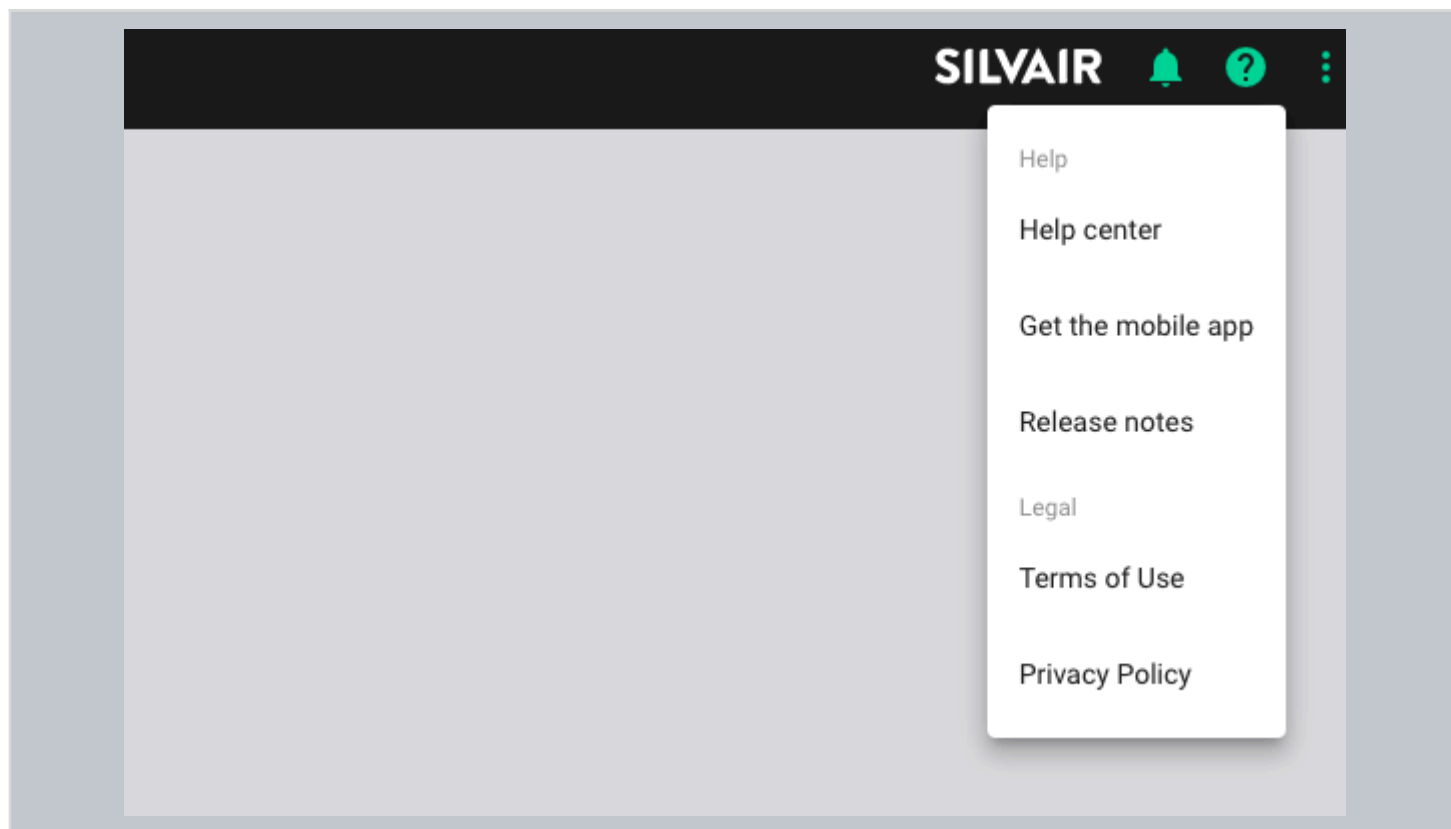 SILVAIR
Help
Help center
Get the mobile app
Release notes
Legal
Terms of Use
Privacy Policy